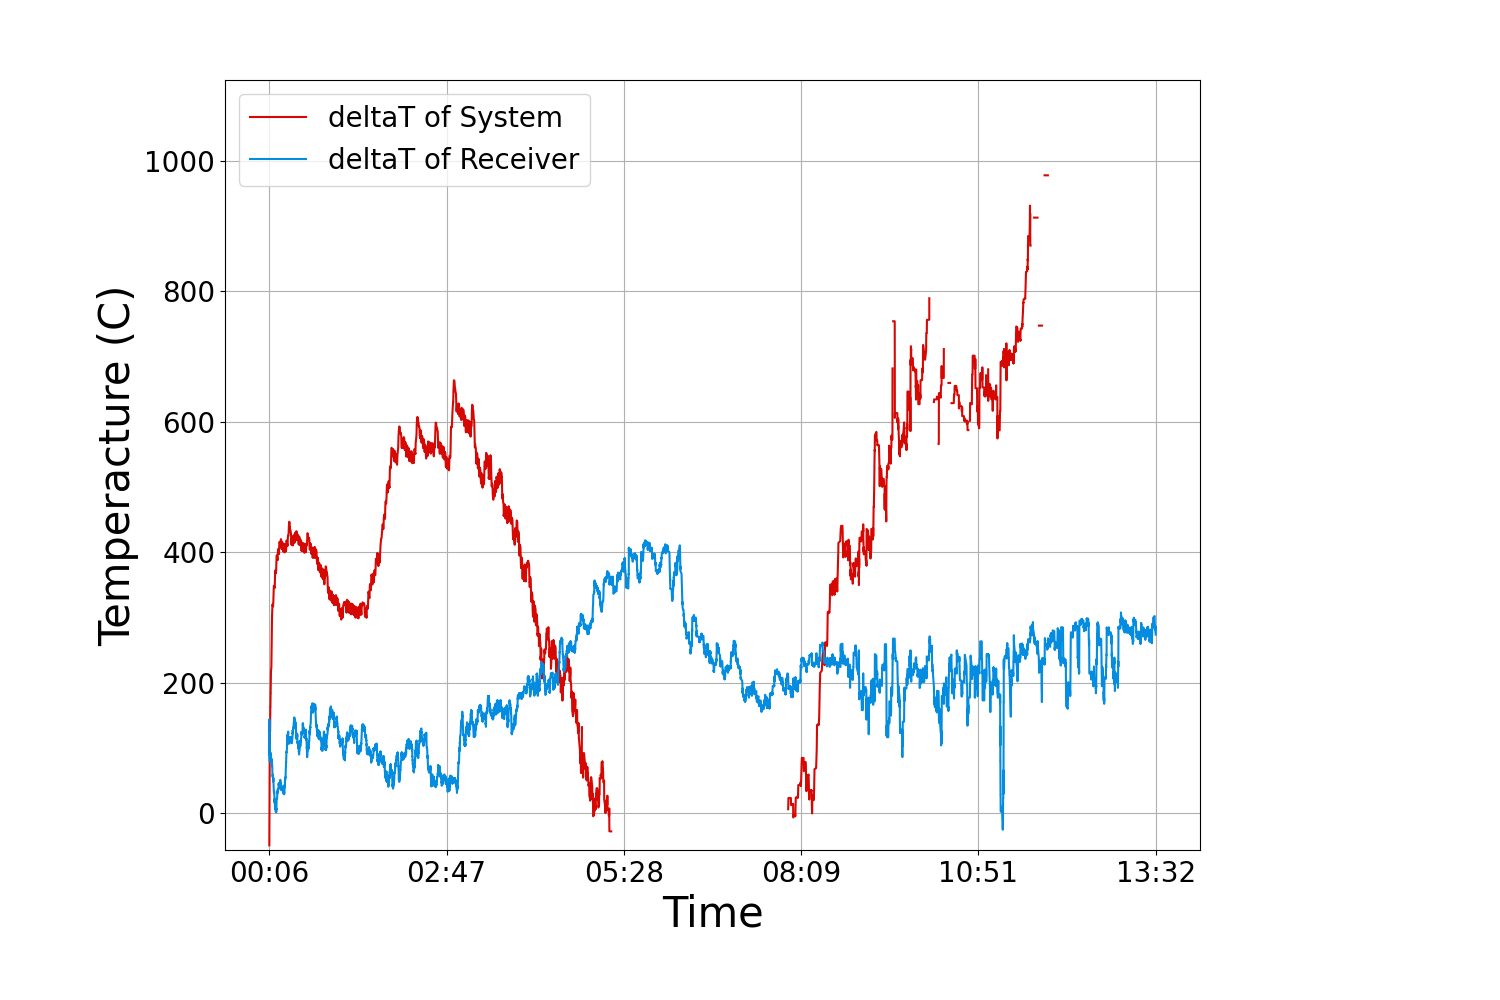 deltaT of System
deltaT of Receiver
1000
800
600
400
200
0
Temperacture (C)
00:06 02:47 05:28 08:09 10:51 13:32
Time